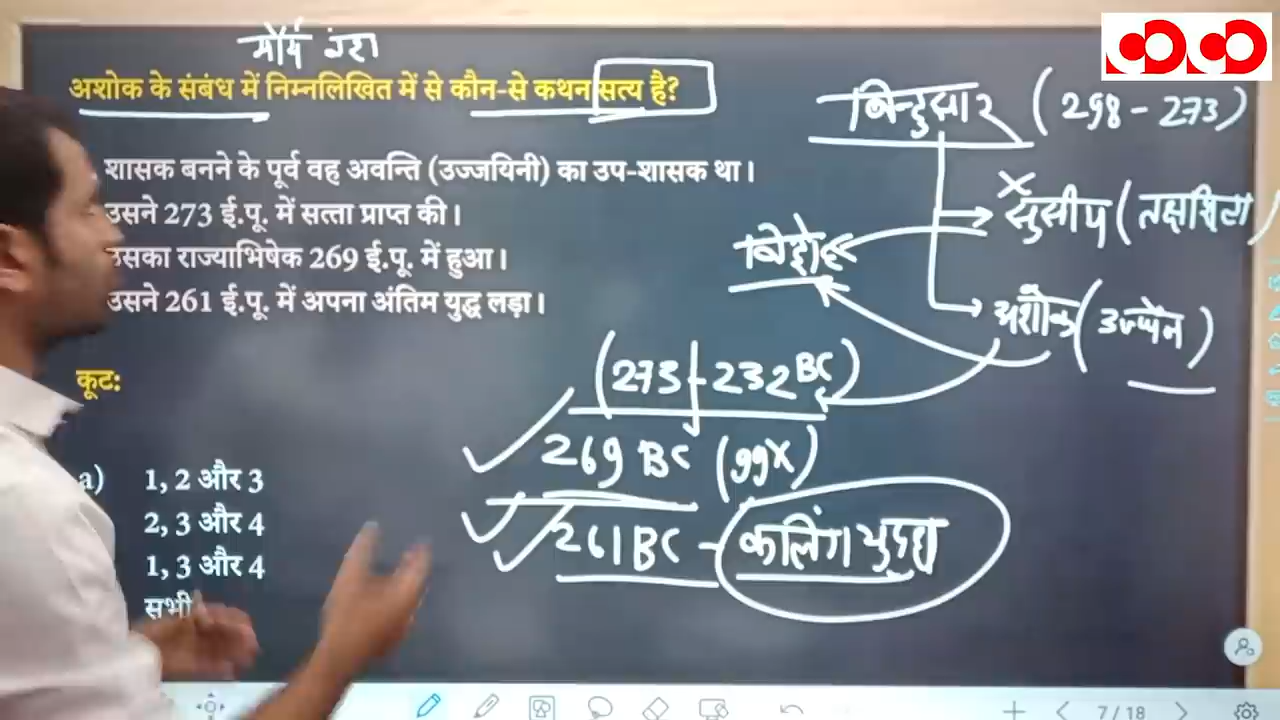 मौर्य वंश
अशोक के संबंध में निम्नलिखित में से कौन-से कथन सत्य है?
शासक बनने के पूर्व वह अवन्ति (उज्जयिनी) का उप-शासक था।
उसने 273 ई.पू. में सत्ता प्राप्त की।
उसका राज्याभिषेक 269 ई.पू. में हुआ।
उसने 261 ई.पू. में अपना अंतिम युद्ध लड़ा।
कूट:
a) 1, 2 और 3
2, 3 और 4
1, 3 और 4
सभी
बिन्दुसार (298 - 273)
सुसीम (तक्षशिला)
विद्रोह
अशोक (उज्जैन)
(273 - 232 BC)
269 BC (99X)
261 BC - कलिंग युद्ध
7 / 18